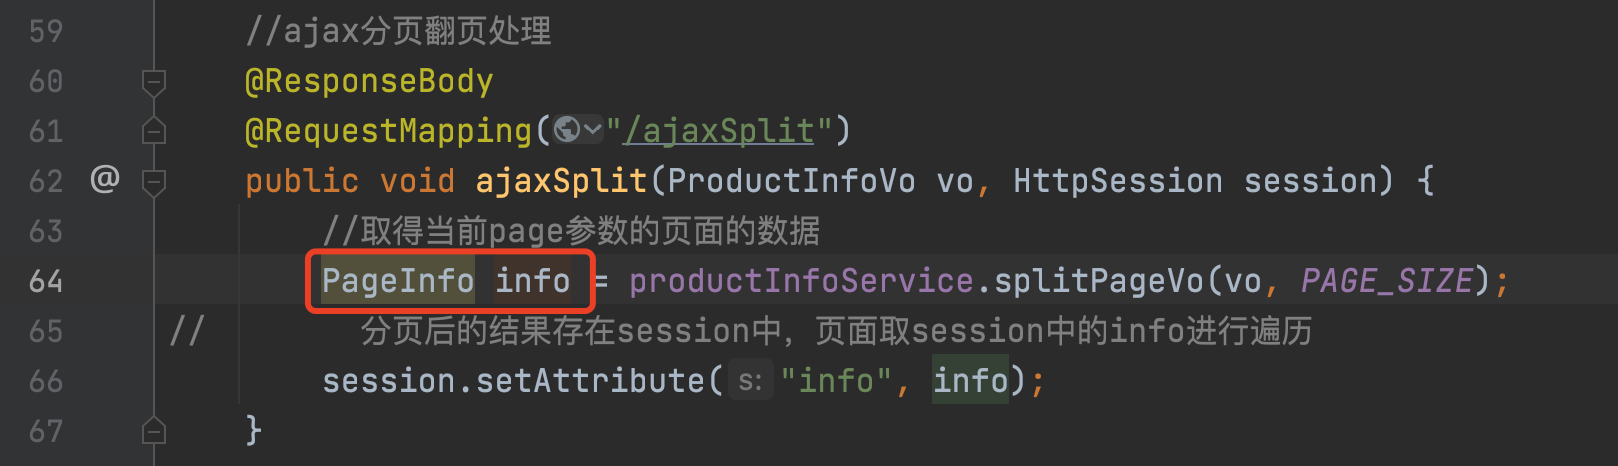 59 //ajax分页翻页处理
60 @ResponseBody
61 @RequestMapping("/ajaxSplit")
62 @ public void ajaxSplit(ProductInfoVo vo, HttpSession session) {
63 //取得当前page参数的页面的数据
64 PageInfo info = productInfoService.splitPageVo(vo, PAGE_SIZE);
65 // 分页后的结果存在session中，页面取session中的info进行遍历
66 session.setAttribute( s: "info", info);
67 }